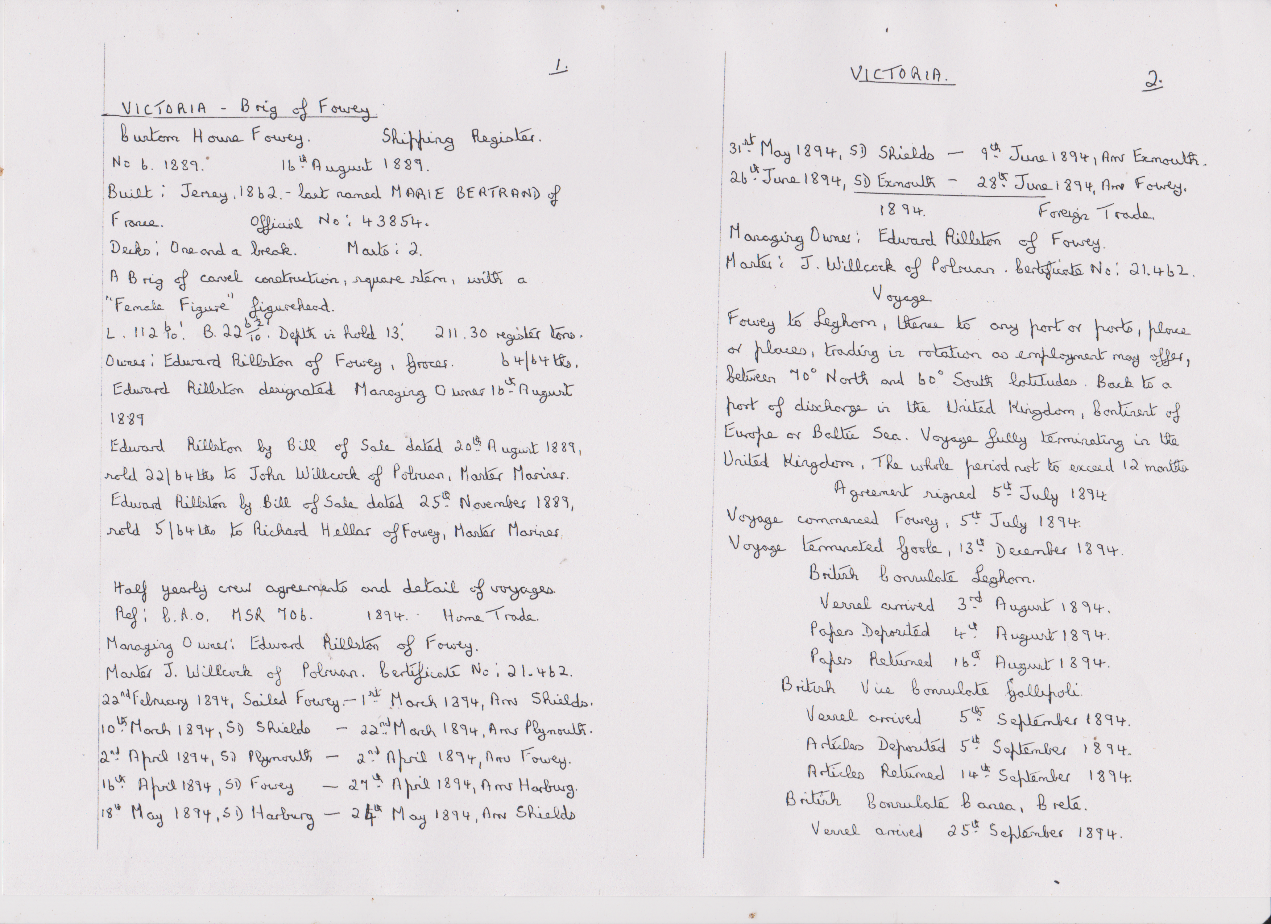 1.
VICTORIA - Brig of Fowey
Custom House Fowey. Shipping Register.
No 6. 1889. 16th August 1889.
Built: Jersey, 1862. - last named MARIE BERTRAND of
France. Official No: 43854.
Decks: One and a break. Masts: 2.
A Brig of carvel construction, square stern, with a
"Female Figure" figurehead.
L. 112 6/10'. B. 22 6/10'. Depth in hold 13'. 211.30 register tons.
Owner: Edward Rillston of Fowey, Grocer. 64/64ths.
Edward Rillston designated Managing Owner 16th August
1889
Edward Rillston by Bill of Sale dated 20th August 1889,
sold 22/64ths to John Willcock of Polruan, Master Mariner.
Edward Rillston by Bill of Sale dated 25th November 1889,
sold 5/64ths to Richard Hellar of Fowey, Master Mariner.
Half yearly crew agreements and detail of voyages.
Ref: C.R.O. MSR 706. 1894. Home Trade.
Managing Owner: Edward Rillston of Fowey.
Master J. Willcock of Polruan. Certificate No: 21.462.
22nd February 1894, Sailed Fowey. - 1st March 1894, Arrv Shields.
10th March 1894, SD Shields - 22nd March 1894, Arrv Plymouth.
2nd April 1894, SD Plymouth - 2nd April 1894, Arrv Fowey.
16th April 1894, SD Fowey - 27th April 1894, Arrv Harburg.
18th May 1894, SD Harburg - 24th May 1894, Arrv Shields
VICTORIA. 2.
31st May 1894, SD Shields - 9th June 1894, Arrv Exmouth.
26th June 1894, SD Exmouth - 28th June 1894, Arrv Fowey.
1894. Foreign Trade.
Managing Owner: Edward Rillston of Fowey.
Master: J. Willcock of Polruan. Certificate No: 21.462.
Voyage
Fowey to Leghorn, thence to any port or ports, place
or places, trading in rotation as employment may offer,
between 70° North and 60° South latitudes. Back to a
port of discharge in the United Kingdom, Continent of
Europe or Baltic Sea. Voyage fully terminating in the
United Kingdom, The whole period not to exceed 12 months
Agreement signed 5th July 1894
Voyage commenced Fowey, 5th July 1894.
Voyage terminated Goole, 13th December 1894.
British Consulate Leghorn.
Vessel arrived 3rd August 1894.
Papers Deposited 4th August 1894.
Papers Returned 16th August 1894.
British Vice Consulate Gallipoli.
Vessel arrived 5th September 1894.
Articles Deposited 5th September 1894.
Articles Returned 14th September 1894.
British Consulate Canea, Crete.
Vessel arrived 25th September 1894.